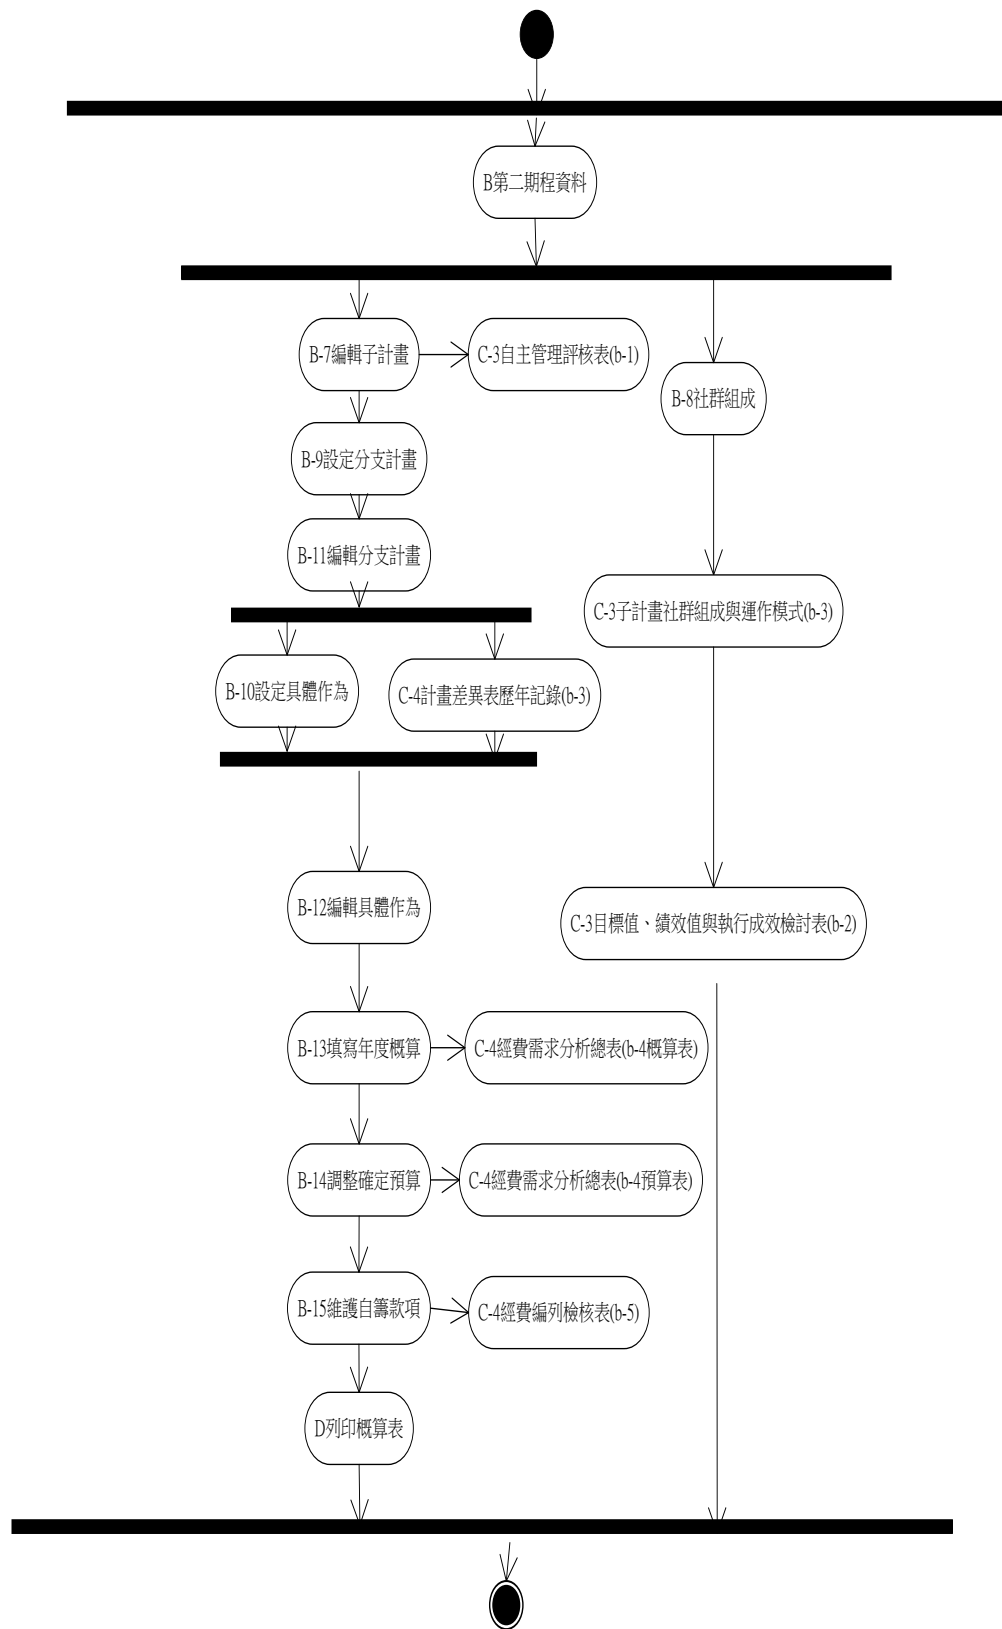 B第二期程資料
B-7編輯子計畫
C-3自主管理評核表(b-1)
B-8社群組成
B-9設定分支計畫
B-11編輯分支計畫
C-3子計畫社群組成與運作模式(b-3)
B-10設定具體作為
C-4計畫差異表歷年記錄(b-3)
B-12編輯具體作為
C-3目標值、績效值與執行成效檢討表(b-2)
B-13填寫年度概算
C-4經費需求分析總表(b-4概算表)
B-14調整確定預算
C-4經費需求分析總表(b-4預算表)
B-15維護自籌款項
C-4經費編列檢核表(b-5)
D列印概算表